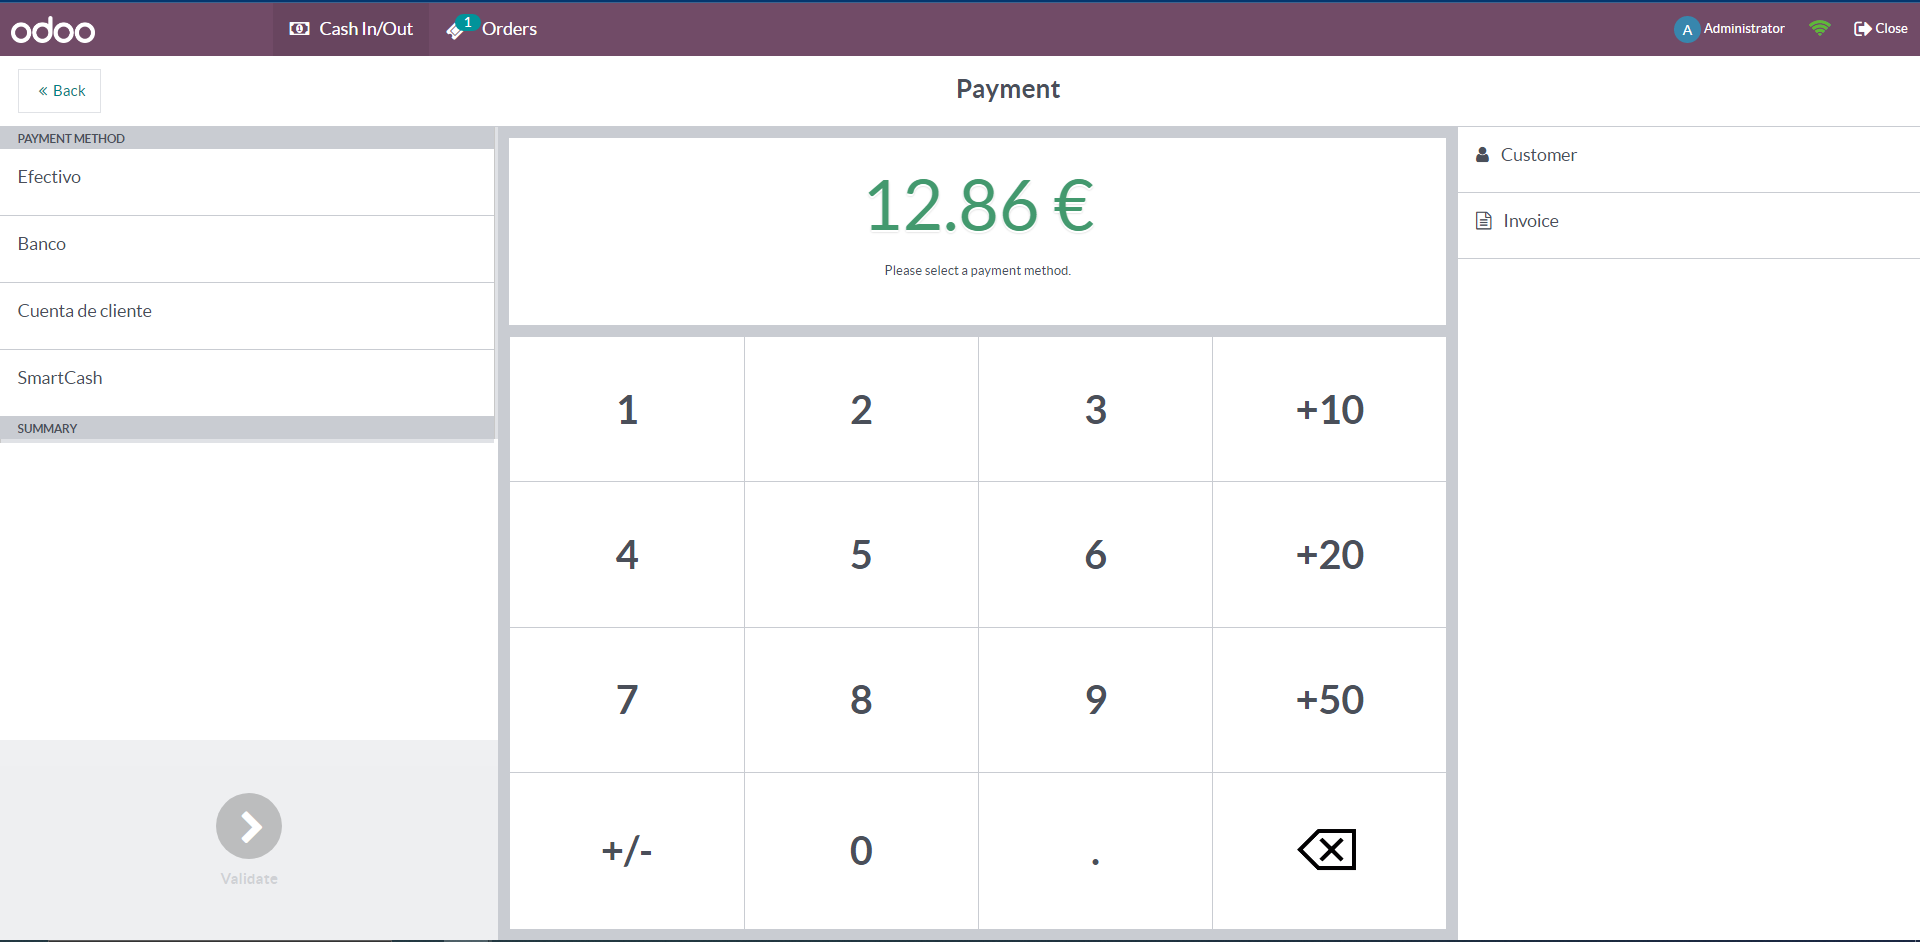 odoo
Cash In/Out
1
Orders
A
Administrator
Close
« Back
Payment
PAYMENT METHOD
Efectivo
Banco
Cuenta de cliente
SmartCash
SUMMARY
Validate
12.86 €
Please select a payment method.
1 2 3 +10
4 5 6 +20
7 8 9 +50
+/- 0 .
Customer
Invoice